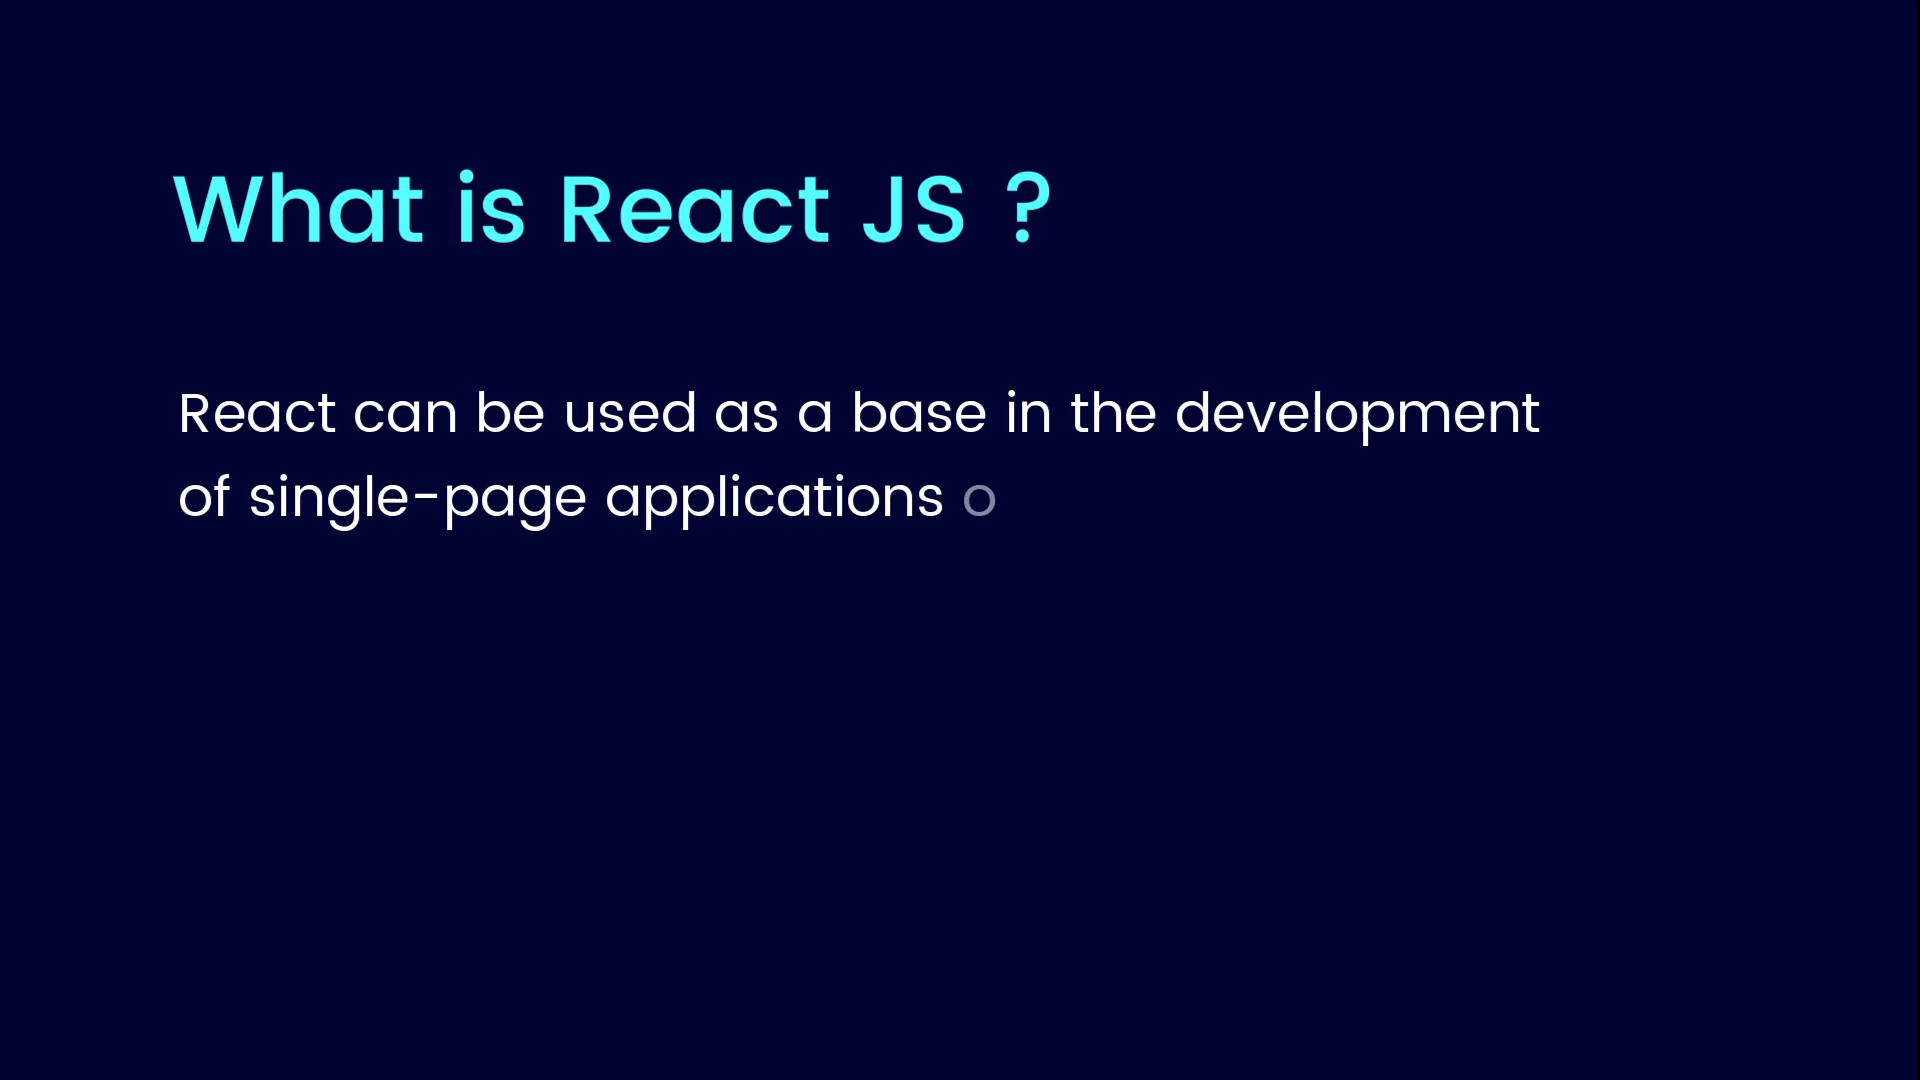 What is React JS ?
React can be used as a base in the development
of single-page applications o